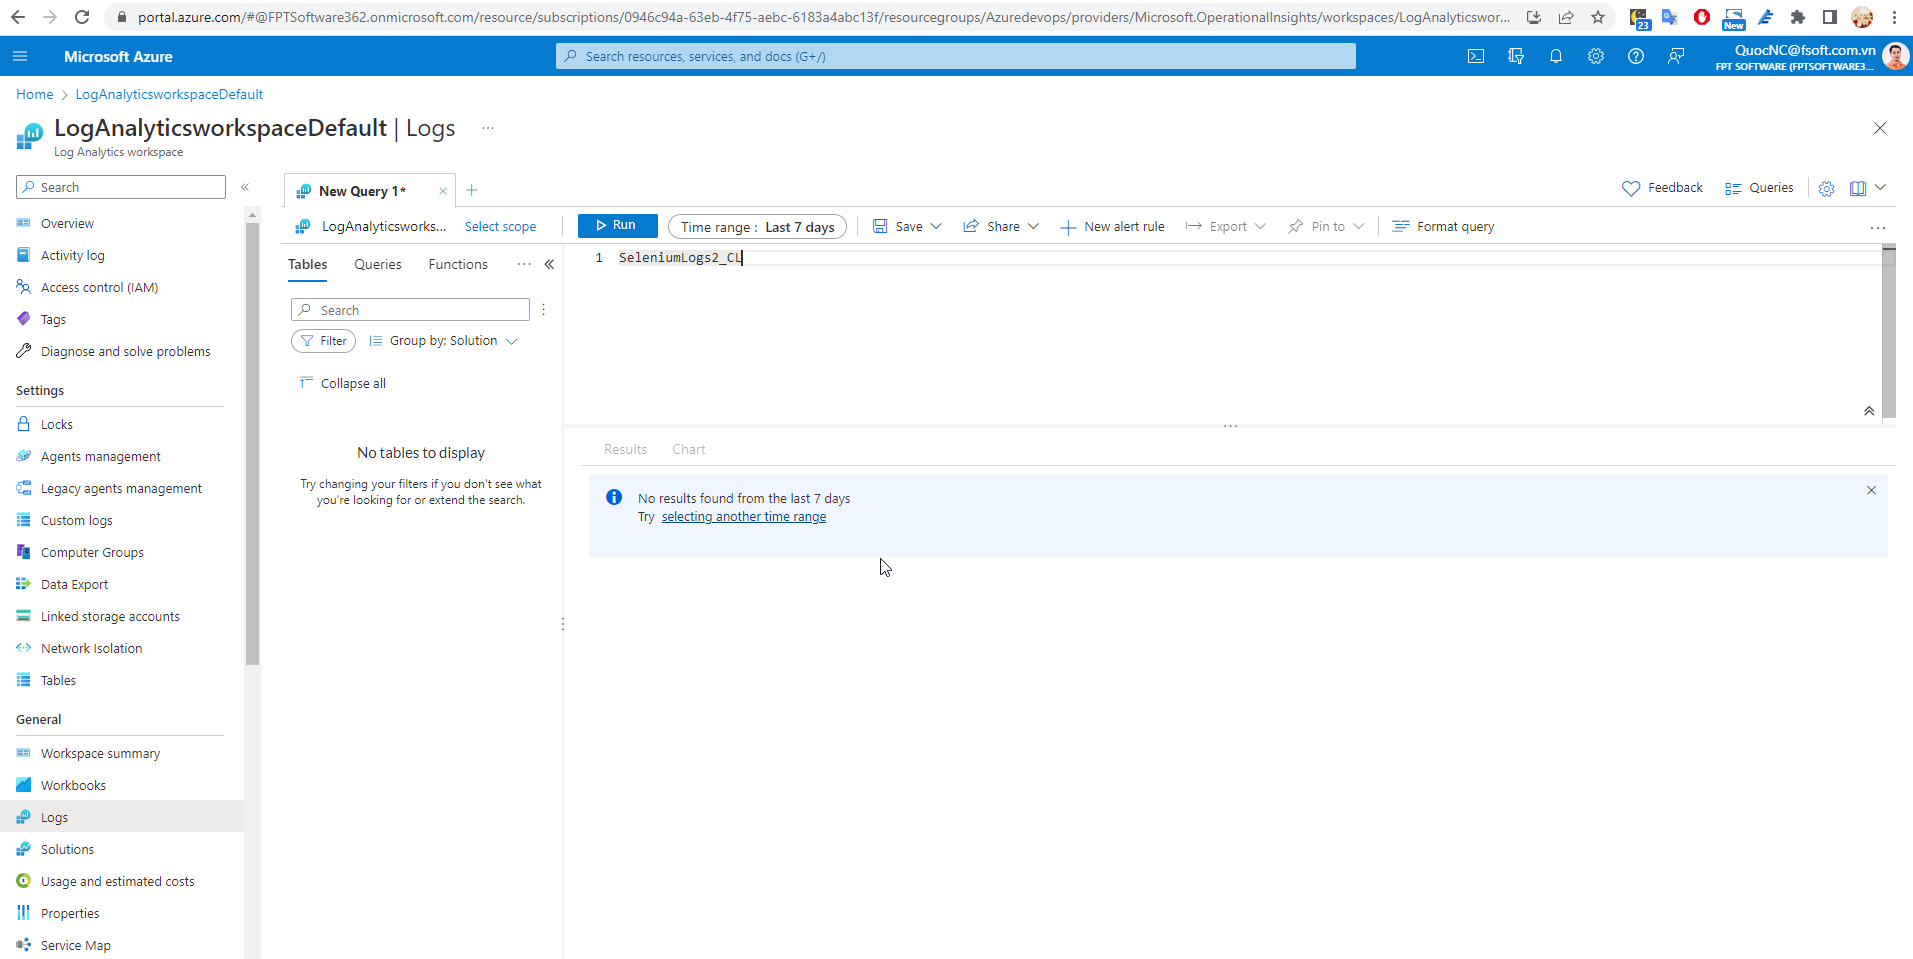 portal.azure.com/#@FPTSoftware362.onmicrosoft.com/resource/subscriptions/0946c94a-63eb-4f75-aebc-6183a4abc13f/resourcegroups/Azuredevops/providers/Microsoft.OperationalInsights/workspaces/LogAnalyticswor...
23
New
Microsoft Azure
Search resources, services, and docs (G+/)
QuocNC@fsoft.com.vn
FPT SOFTWARE (FPTSOFTWARE3...
Home > LogAnalyticsworkspaceDefault
LogAnalyticsworkspaceDefault | Logs ...
Log Analytics workspace
Search
Overview
Activity log
Access control (IAM)
Tags
Diagnose and solve problems
Settings
Locks
Agents management
Legacy agents management
Custom logs
Computer Groups
Data Export
Linked storage accounts
Network Isolation
Tables
General
Workspace summary
Workbooks
Logs
Solutions
Usage and estimated costs
Properties
Service Map
New Query 1*
Feedback
Queries
LogAnalyticsworks...
Select scope
Run
Time range : Last 7 days
Save
Share
New alert rule
Export
Pin to
Format query
Tables
Queries
Functions
Search
Filter
Group by: Solution
Collapse all
No tables to display
Try changing your filters if you don't see what
you're looking for or extend the search.
1 SeleniumLogs2_CL
Results
Chart
No results found from the last 7 days
Try selecting another time range